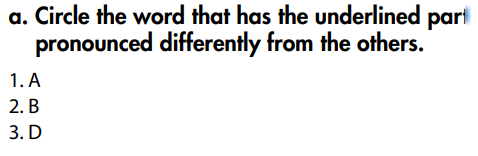 a. Circle the word that has the underlined part
pronounced differently from the others.
1. A
2. B
3. D